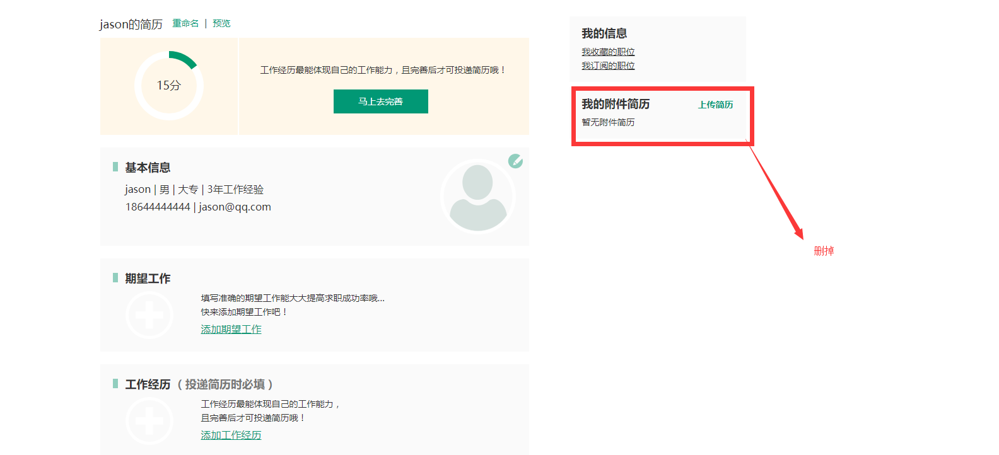 jason的简历 重命名 | 预览
15分
工作经历最能体现自己的工作能力，且完善后才可投递简历哦！
马上去完善
基本信息
jason | 男 | 大专 | 3年工作经验
18644444444 | jason@qq.com
期望工作
填写准确的期望工作能大大提高求职成功率哦...
快来添加期望工作吧！
添加期望工作
工作经历 （投递简历时必填）
工作经历最能体现自己的工作能力，
且完善后才可投递简历哦！
添加工作经历
我的信息
我收藏的职位
我订阅的职位
我的附件简历 上传简历
暂无附件简历
删掉